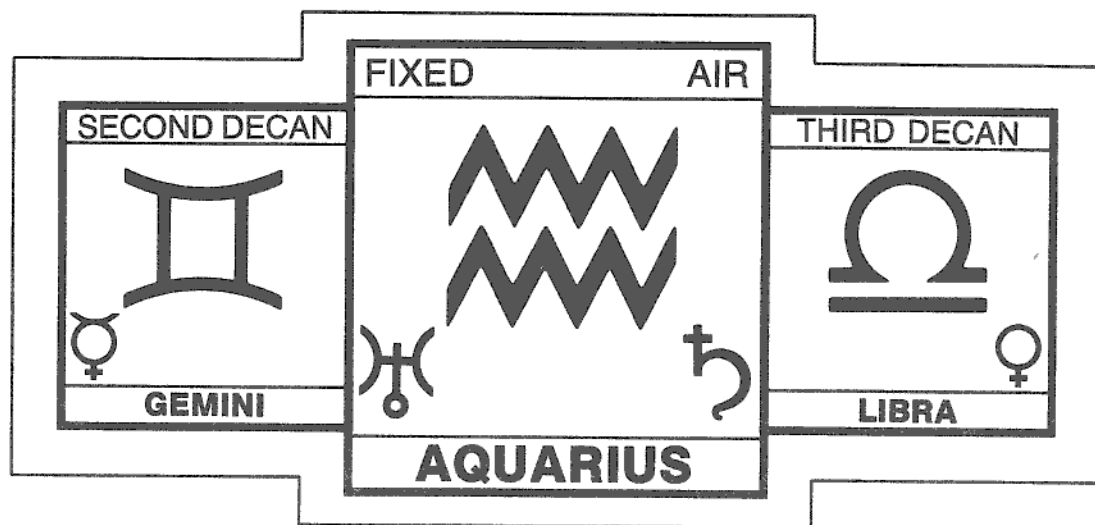 FIXED AIR
SECOND DECAN
THIRD DECAN
GEMINI
LIBRA
AQUARIUS